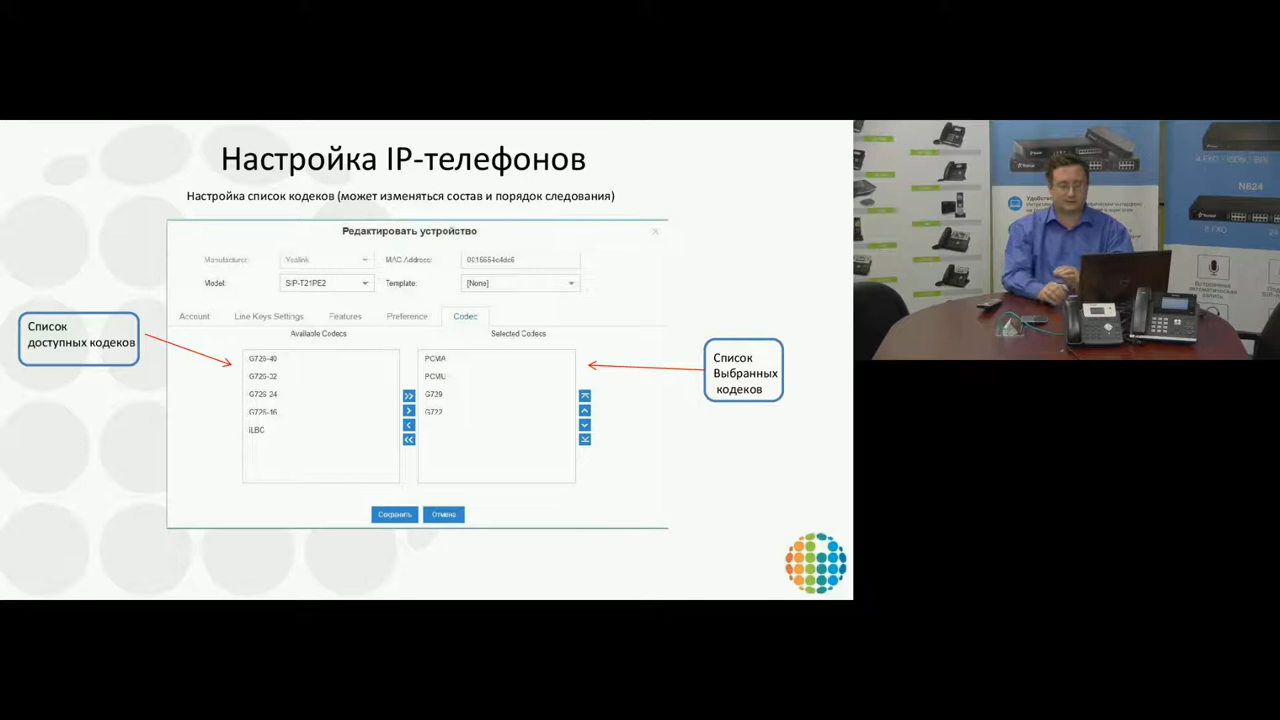 Настройка IP-телефонов
Настройка список кодеков (может изменяться состав и порядок следования)
Редактировать устройство
Manufacturer: Yealink MAC Address:
Model: SIP-T21PE2 Template: [None]
Account Line Keys Settings Features Preference Codec
Available Codecs Selected Codecs
Список
доступных кодеков
G726-40
G726-32
G726-24
G726-16
iLBC
PCMA
PCMU
G729
G722
Список
Выбранных
кодеков
Сохранить Отмена
Yeastar
N824